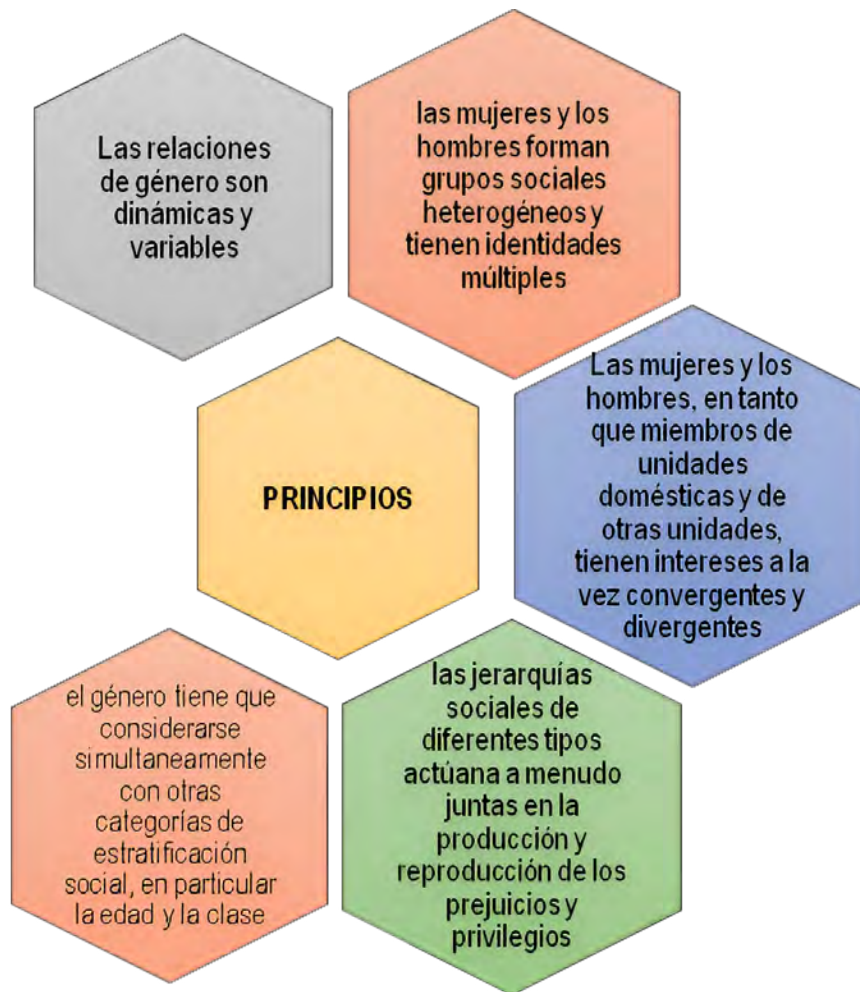 Las relaciones
de género son
dinámicas y
variables
las mujeres y los
hombres forman
grupos sociales
heterogéneos y
tienen identidades
múltiples
PRINCIPIOS
Las mujeres y los
hombres, en tanto
que miembros de
unidades
domésticas y de
otras unidades,
tienen intereses a la
vez convergentes y
divergentes
el género tiene que
considerarse
simultaneamente
con otras
categorías de
estratificación
social, en particular
la edad y la clase
las jerarquías
sociales de
diferentes tipos
actúana a menudo
juntas en la
producción y
reproducción de los
prejuicios y
privilegios